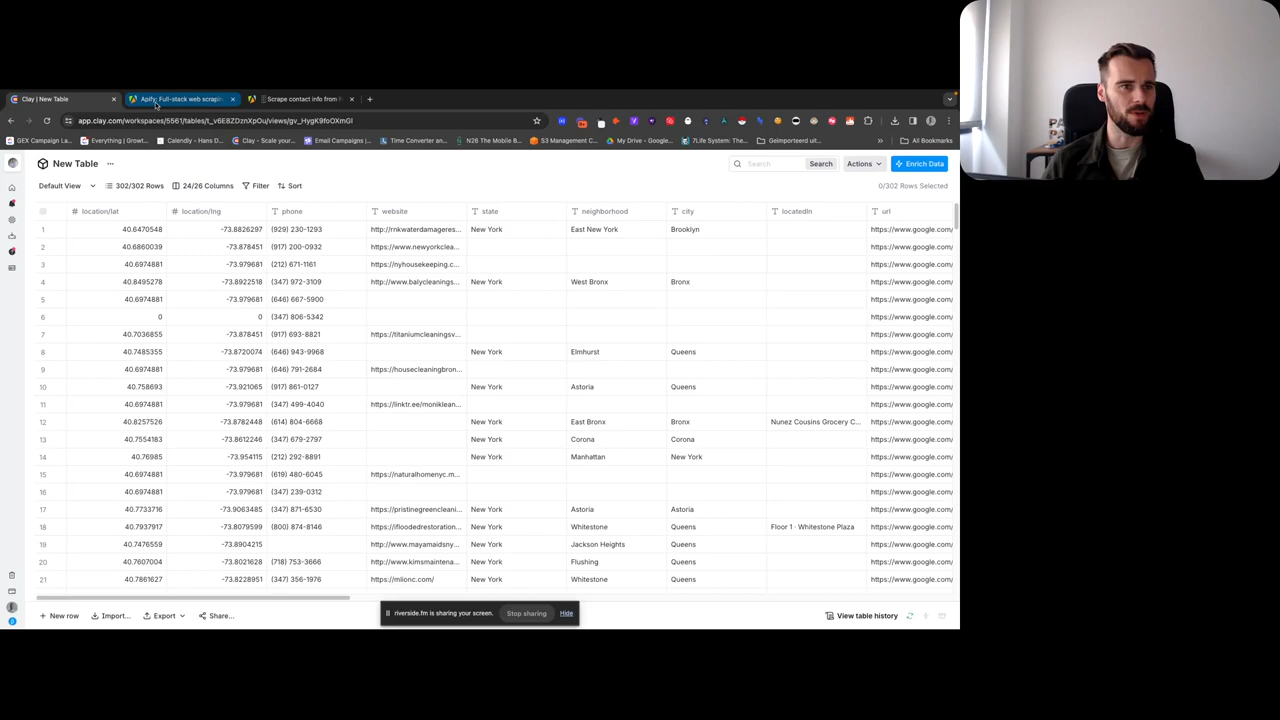 Clay | New Table
Apify: Full-stack web scrapin
Scrape contact info from
app.clay.com/workspaces/5561/tables/t_v6E8ZDznXpOu/views/gv_HygK9foOXmGl
GEX Campaign La... Everything | Growt... Calendly - Hans D... Clay – Scale your... Email Campaigns |... Time Converter an... N26 The Mobile B... S3 Management C... My Drive - Google... 7Life System: The... Geïmporteerd uit... » All Bookmarks
New Table ...
Search Search Actions Enrich Data
Default View 302/302 Rows 24/26 Columns Filter Sort 0/302 Rows Selected
# location/lat # location/lng phone website state neighborhood city locatedIn url
1 40.6470548 -73.8826297 (929) 230-1293 http://rnkwaterdamageres... New York East New York Brooklyn https://www.google.com/
2 40.6860039 -73.878451 (917) 200-0932 https://www.newyorkclea... https://www.google.com/
3 40.6974881 -73.979681 (212) 671-1161 https://nyhousekeeping.c... https://www.google.com/
4 40.8495278 -73.8922518 (347) 972-3109 http://www.balycleanings... New York West Bronx Bronx https://www.google.com/
5 40.6974881 -73.979681 (646) 667-5900 https://www.google.com/
6 0 0 (347) 806-5342 https://www.google.com/
7 40.7036855 -73.878451 (917) 693-8821 https://titaniumcleaningsv... https://www.google.com/
8 40.7485355 -73.8720074 (646) 943-9968 New York Elmhurst Queens https://www.google.com/
9 40.6974881 -73.979681 (646) 791-2684 https://housecleaningbron... https://www.google.com/
10 40.758693 -73.921065 (917) 861-0127 New York Astoria Queens https://www.google.com/
11 40.6974881 -73.979681 (347) 499-4040 https://linktr.ee/moniklean... https://www.google.com/
12 40.8257526 -73.8782448 (614) 804-6668 New York East Bronx Bronx Nunez Cousins Grocery C... https://www.google.com/
13 40.7554183 -73.8612246 (347) 679-2797 New York Corona Corona https://www.google.com/
14 40.76985 -73.954115 (212) 292-8891 New York Manhattan New York https://www.google.com/
15 40.6974881 -73.979681 (619) 480-6045 https://naturalhomenyc.m... https://www.google.com/
16 40.6974881 -73.979681 (347) 239-0312 https://www.google.com/
17 40.7733716 -73.9063485 (347) 871-6530 https://pristinegreencleani... New York Astoria Astoria https://www.google.com/
18 40.7937917 -73.8079599 (800) 874-8146 https://ifloodedrestoration... New York Whitestone Queens Floor 1 · Whitestone Plaza https://www.google.com/
19 40.7476559 -73.8904215 http://www.mayamaidsny... New York Jackson Heights Queens https://www.google.com/
20 40.7607004 -73.8021628 (718) 753-3666 http://www.kimsmaintena... New York Flushing Queens https://www.google.com/
21 40.7861627 -73.8228951 (347) 356-1976 https://mlionc.com/ New York Whitestone Queens https://www.google.com/
+ New row Import... Export Share... View table history
riverside.fm is sharing your screen. Stop sharing Hide